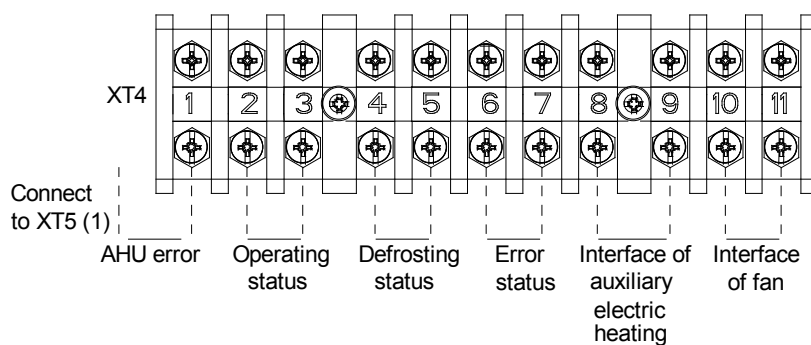 XT4
1 2 3 4 5 6 7 8 9 10 11
Connect
to XT5 (1)
AHU error
Operating
status
Defrosting
status
Error
status
Interface of
auxiliary
electric
heating
Interface
of fan